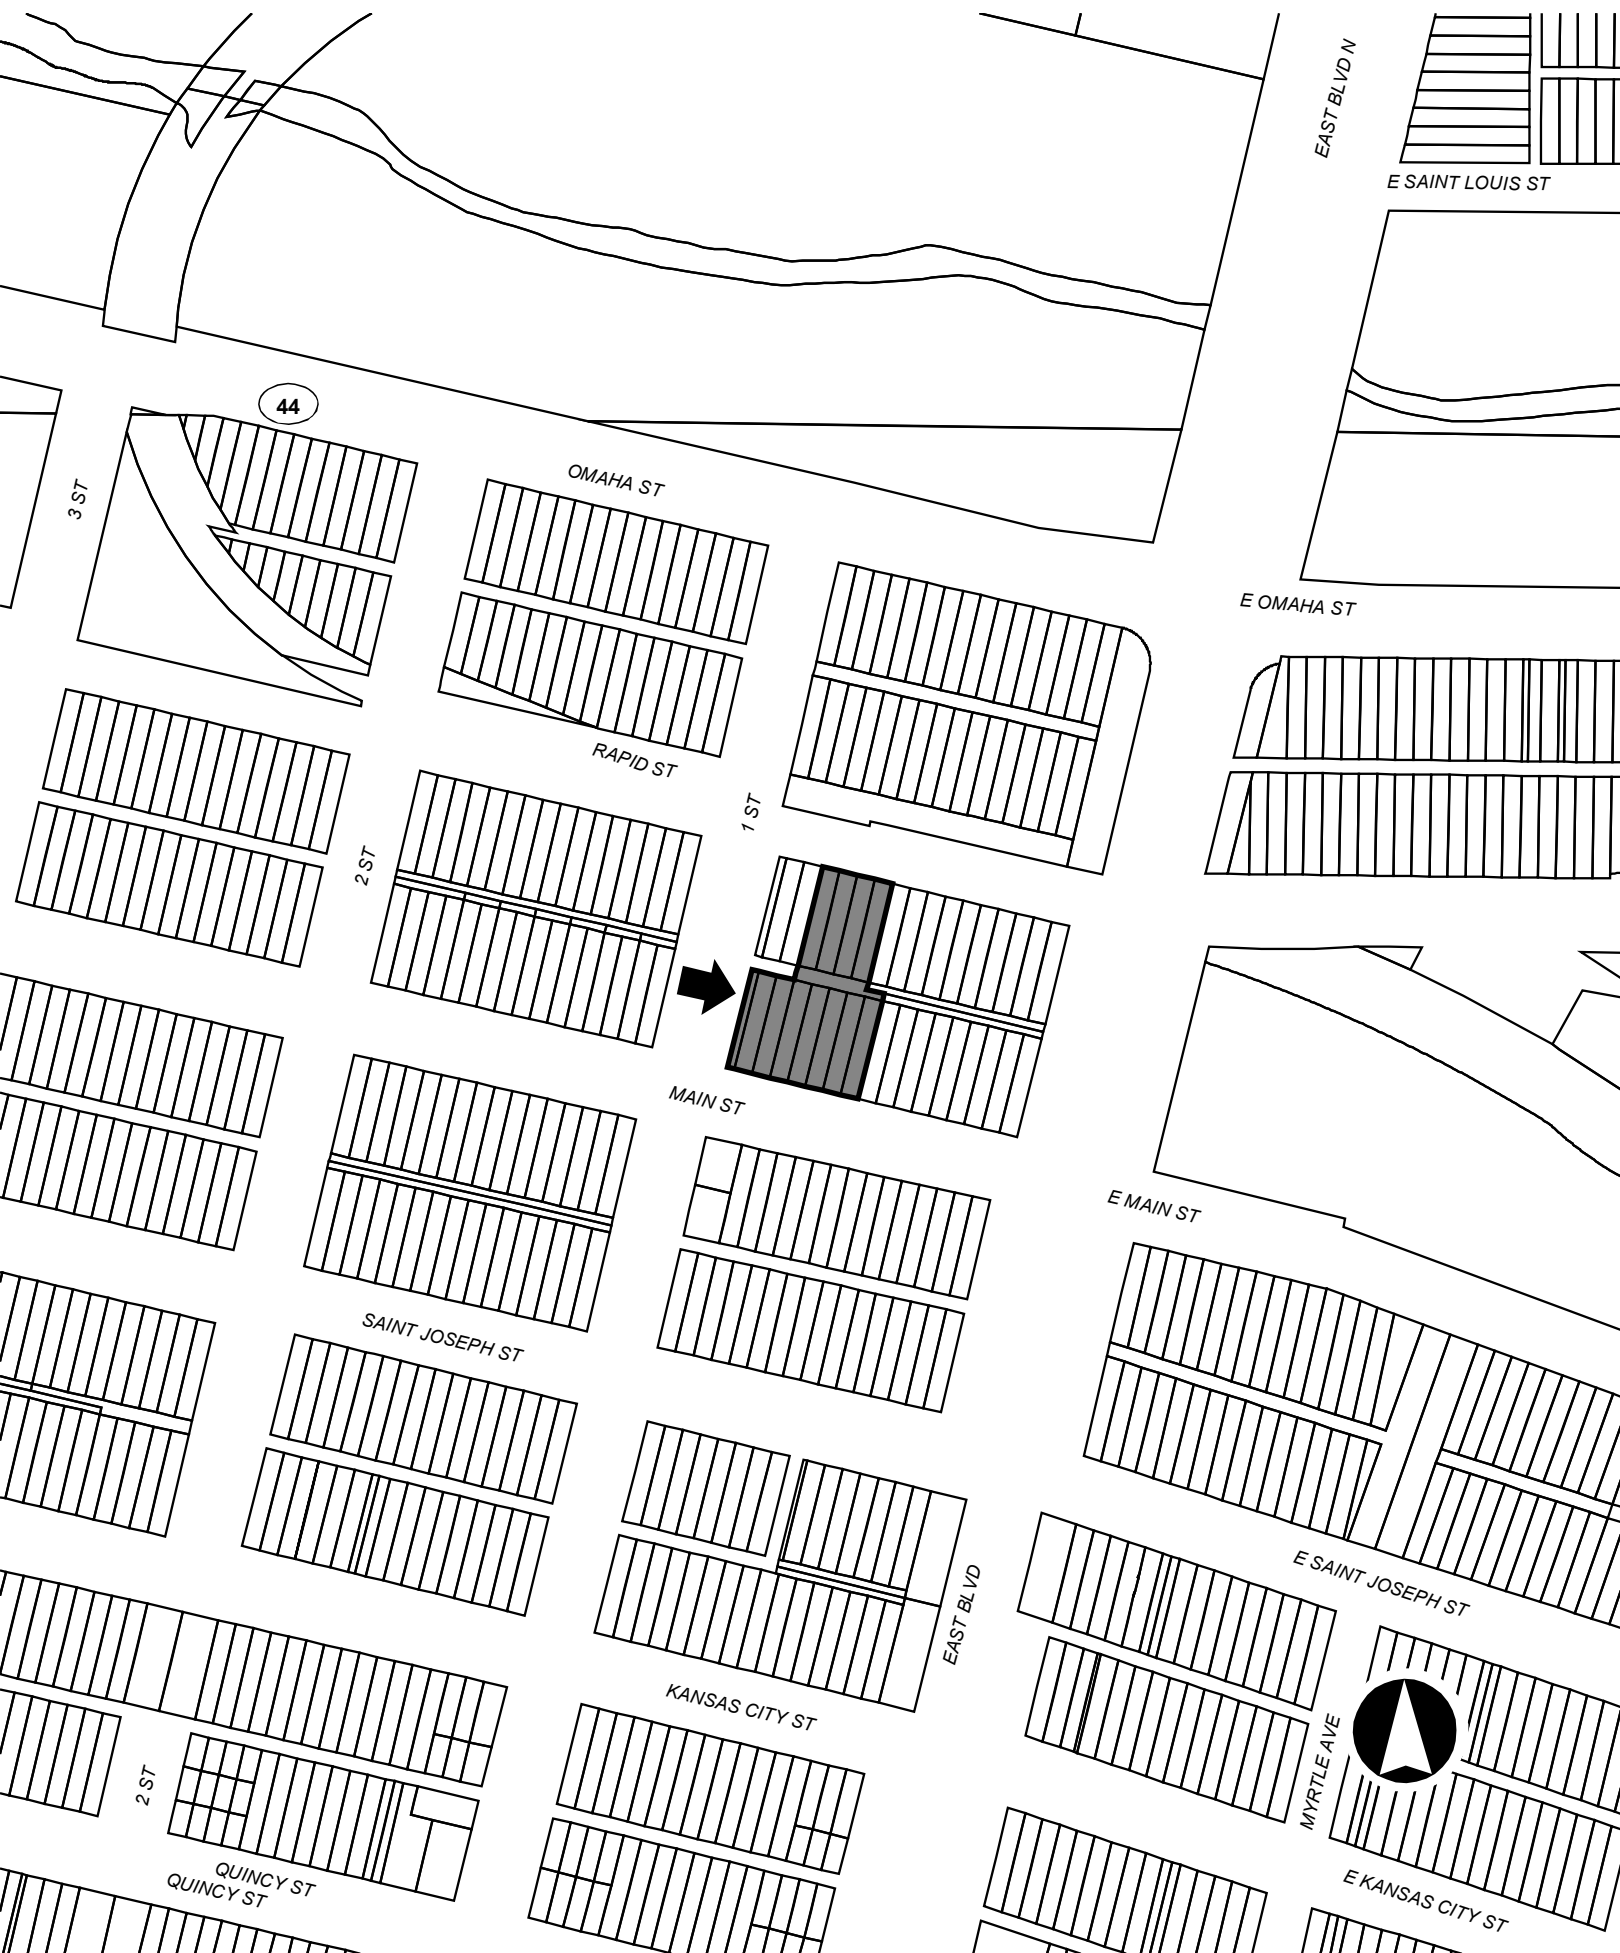 EAST BLVD N
E SAINT LOUIS ST
44
OMAHA ST
3 ST
E OMAHA ST
RAPID ST
1 ST
2 ST
MAIN ST
E MAIN ST
SAINT JOSEPH ST
E SAINT JOSEPH ST
EAST BLVD
KANSAS CITY ST
MYRTLE AVE
2 ST
QUINCY ST
QUINCY ST
E KANSAS CITY ST